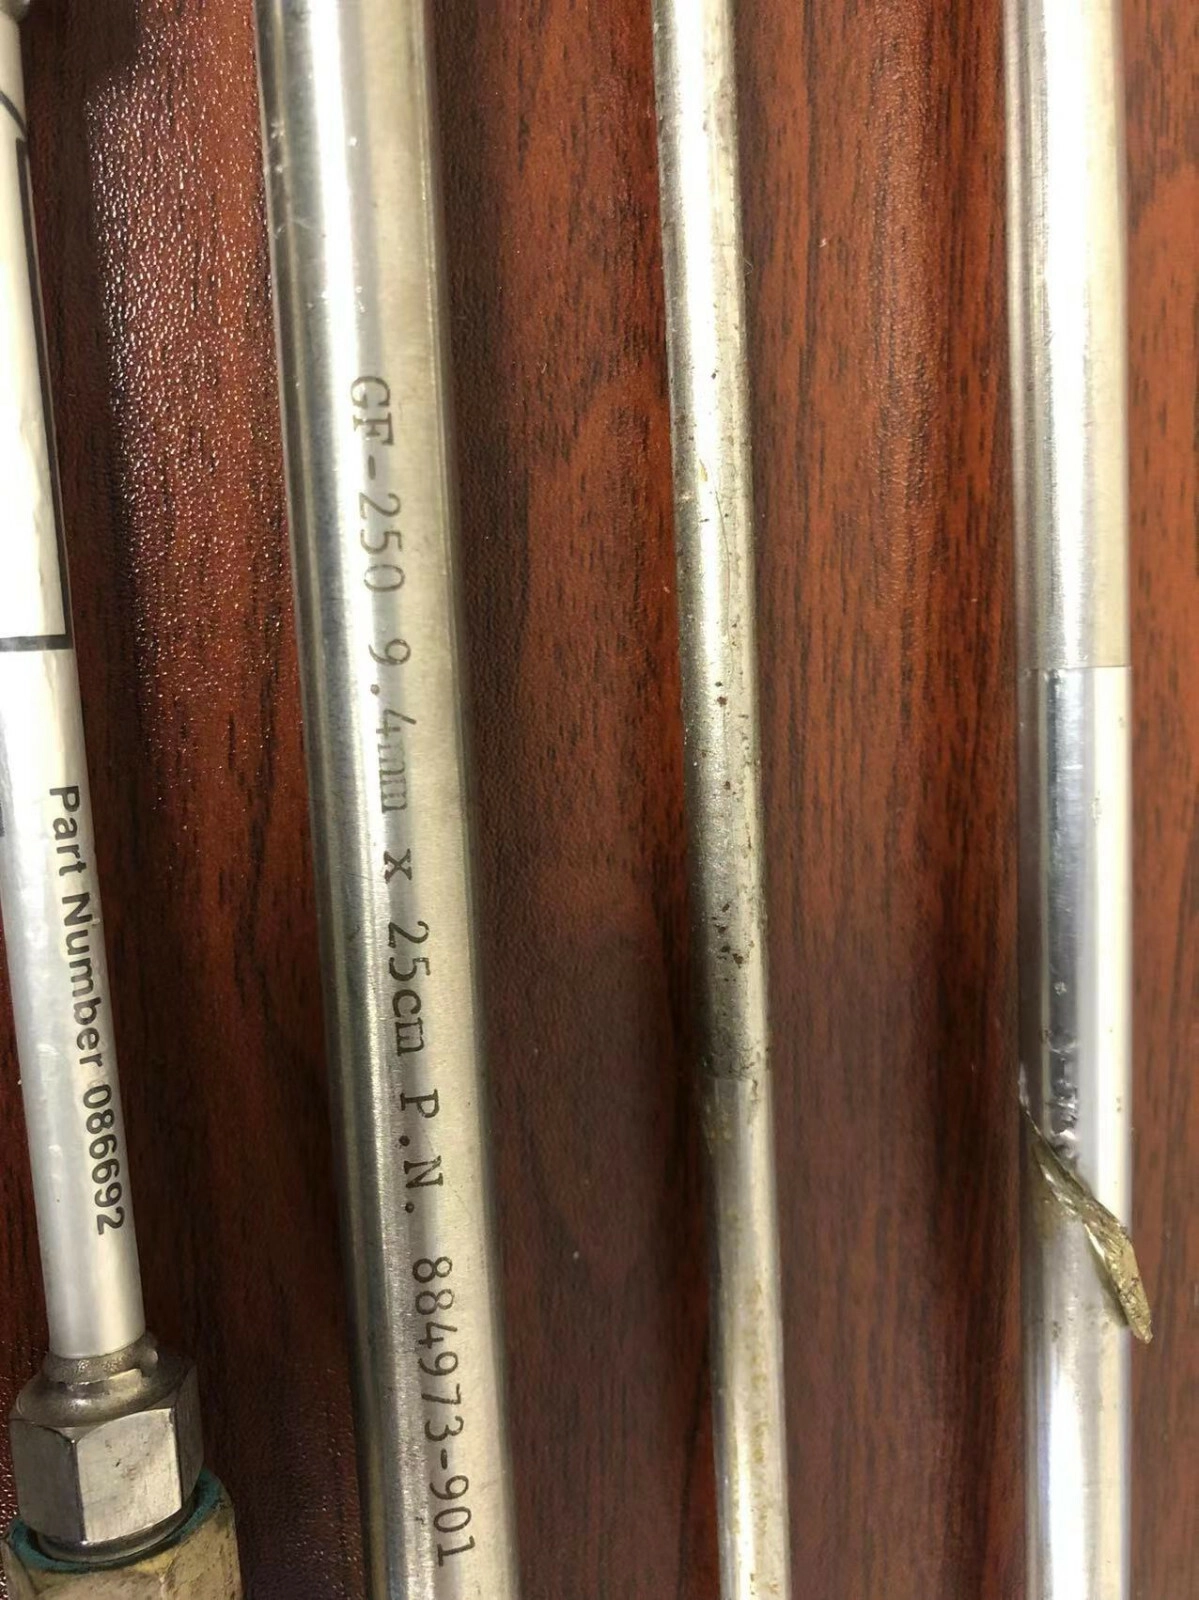 Part Number 086692
GF-250 9.4mm x 25cm P.N. 884973-901